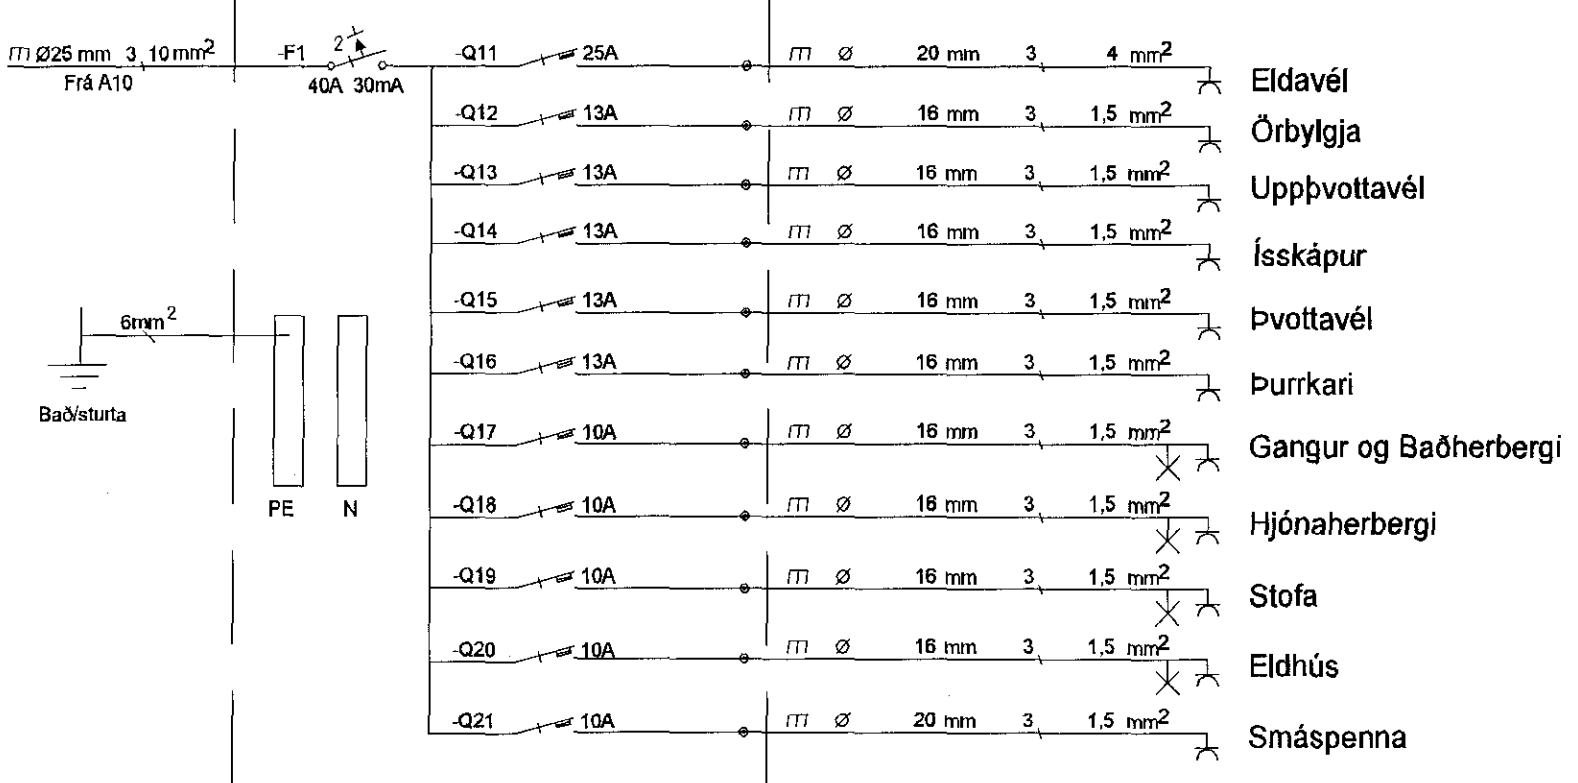 Ø25 mm 3 10 mm²
Frá A10
-F1
2
40A 30mA
-Q11 25A Ø 20 mm 3 4 mm² Eldavél
-Q12 13A Ø 16 mm 3 1,5 mm² Örbylgja
-Q13 13A Ø 16 mm 3 1,5 mm² Uppþvottavél
-Q14 13A Ø 16 mm 3 1,5 mm² Ísskápur
-Q15 13A Ø 16 mm 3 1,5 mm² Þvottavél
-Q16 13A Ø 16 mm 3 1,5 mm² Þurrkari
-Q17 10A Ø 16 mm 3 1,5 mm² Gangur og Baðherbergi
-Q18 10A Ø 16 mm 3 1,5 mm² Hjónaherbergi
-Q19 10A Ø 16 mm 3 1,5 mm² Stofa
-Q20 10A Ø 16 mm 3 1,5 mm² Eldhús
-Q21 10A Ø 20 mm 3 1,5 mm² Smáspenna
6mm²
Bað/sturta
PE N